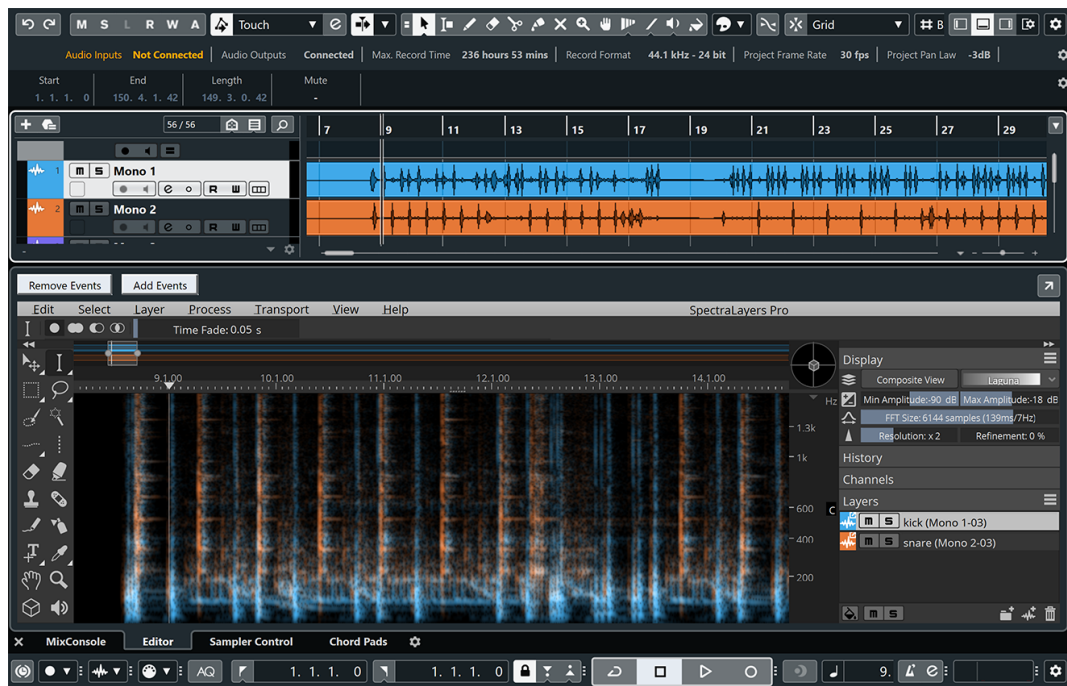 M S L R W A Touch e Grid B
Audio Inputs Not Connected Audio Outputs Connected Max. Record Time 236 hours 53 mins Record Format 44.1 kHz - 24 bit Project Frame Rate 30 fps Project Pan Law -3dB
Start End Length Mute
1. 1. 1. 0 150. 4. 1. 42 149. 3. 0. 42 -
56 / 56 7 9 11 13 15 17 19 21 23 25 27 29
1 m S Mono 1
e R W
2 m S Mono 2
e R W
Remove Events Add Events
Edit Select Layer Process Transport View Help SpectraLayers Pro
Time Fade: 0.05 s
9.1.00 10.1.00 11.1.00 12.1.00 13.1.00 14.1.00
Hz
1.3k
1k
600
400
200
C
Display
Composite View Laguna
Min Amplitude:-90 dB Max Amplitude:-18 dB
FFT Size: 6144 samples (139ms/7Hz)
Resolution: x 2 Refinement: 0 %
History
Channels
Layers
m S kick (Mono 1-03)
m S snare (Mono 2-03)
m S
MixConsole Editor Sampler Control Chord Pads
AQ 1. 1. 1. 0 1. 1. 1. 0 9. e